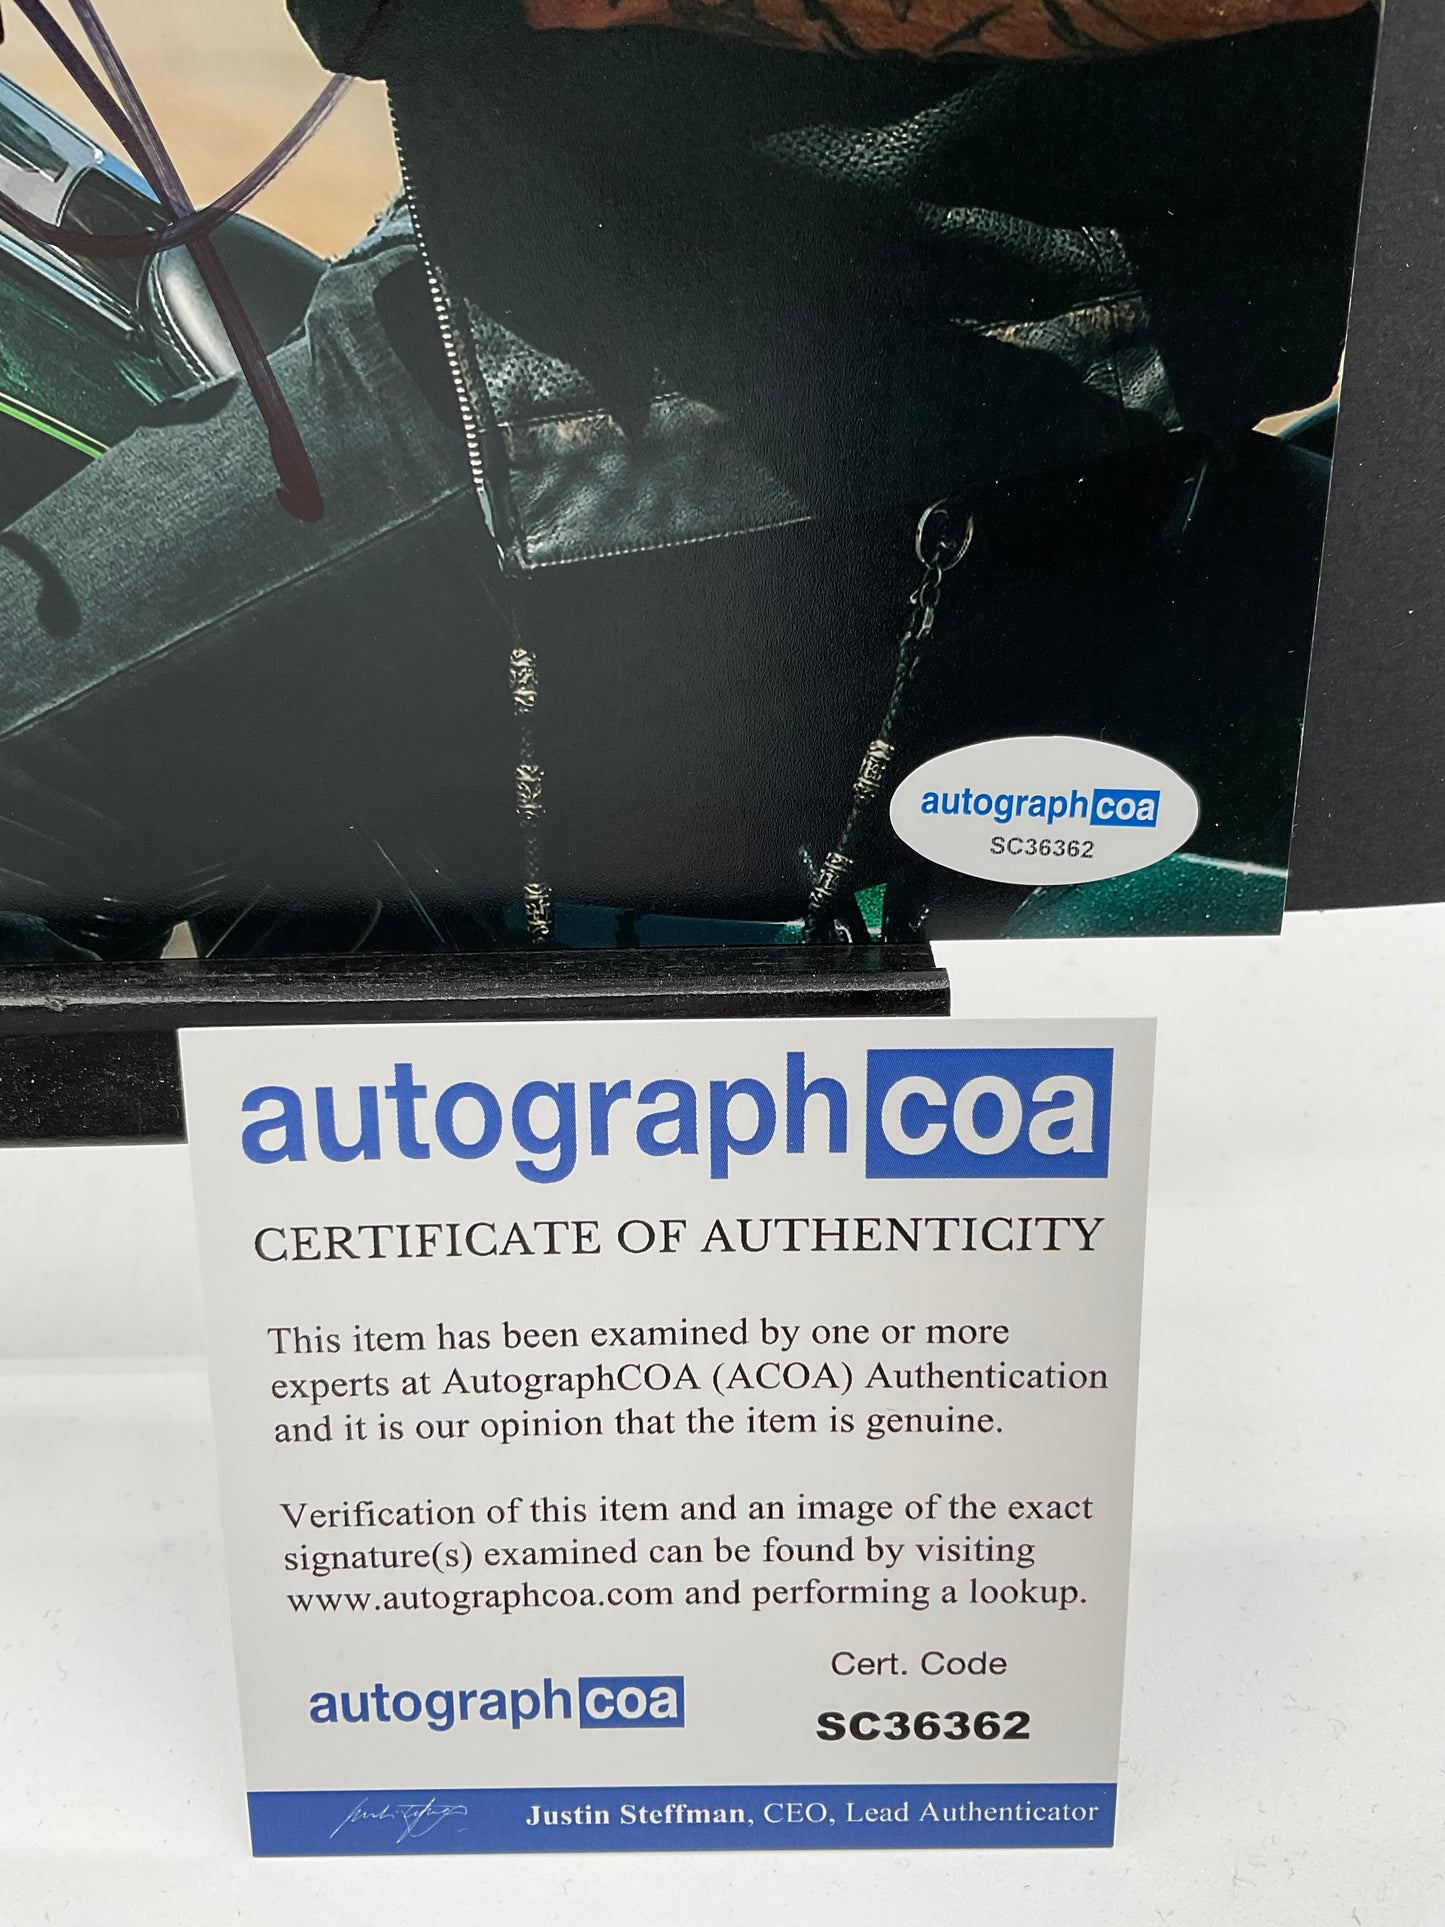 autographcoa
SC36362
autographcoa
CERTIFICATE OF AUTHENTICITY
This item has been examined by one or more
experts at AutographCOA (ACOA) Authentication
and it is our opinion that the item is genuine.
Verification of this item and an image of the exact
signature(s) examined can be found by visiting
www.autographcoa.com and performing a lookup.
Cert. Code
autographcoa
SC36362
Justin Steffman, CEO, Lead Authenticator